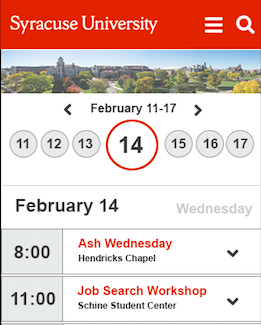 Syracuse University
February 11-17
11 12 13 14 15 16 17
February 14 Wednesday
8:00
Ash Wednesday
Hendricks Chapel
11:00
Job Search Workshop
Schine Student Center